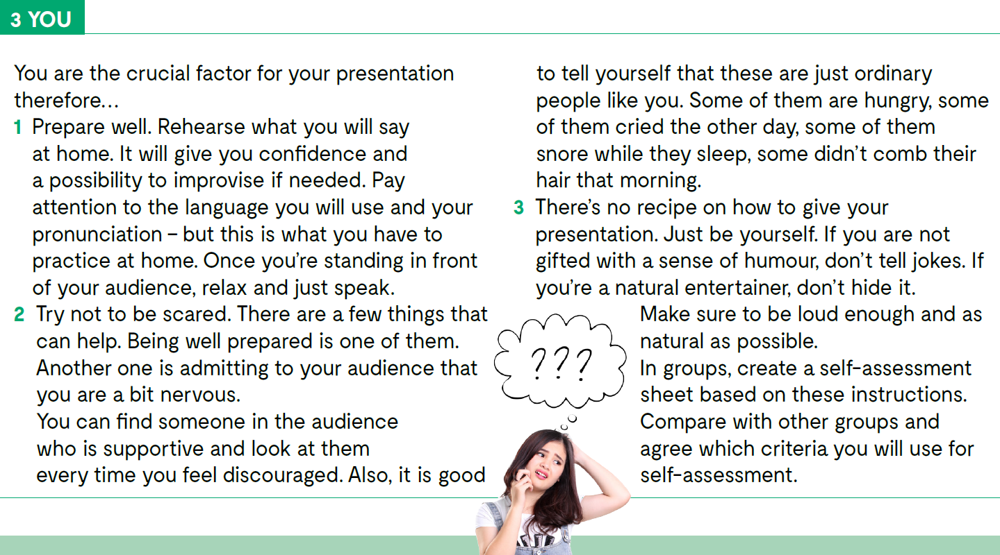 3 YOU
You are the crucial factor for your presentation
therefore…
1 Prepare well. Rehearse what you will say
at home. It will give you confidence and
a possibility to improvise if needed. Pay
attention to the language you will use and your
pronunciation – but this is what you have to
practice at home. Once you're standing in front
of your audience, relax and just speak.
2 Try not to be scared. There are a few things that
can help. Being well prepared is one of them.
Another one is admitting to your audience that
you are a bit nervous.
You can find someone in the audience
who is supportive and look at them
every time you feel discouraged. Also, it is good
to tell yourself that these are just ordinary
people like you. Some of them are hungry, some
of them cried the other day, some of them
snore while they sleep, some didn't comb their
hair that morning.
3 There's no recipe on how to give your
presentation. Just be yourself. If you are not
gifted with a sense of humour, don't tell jokes. If
you're a natural entertainer, don't hide it.
Make sure to be loud enough and as
natural as possible.
In groups, create a self-assessment
sheet based on these instructions.
Compare with other groups and
agree which criteria you will use for
self-assessment.
???